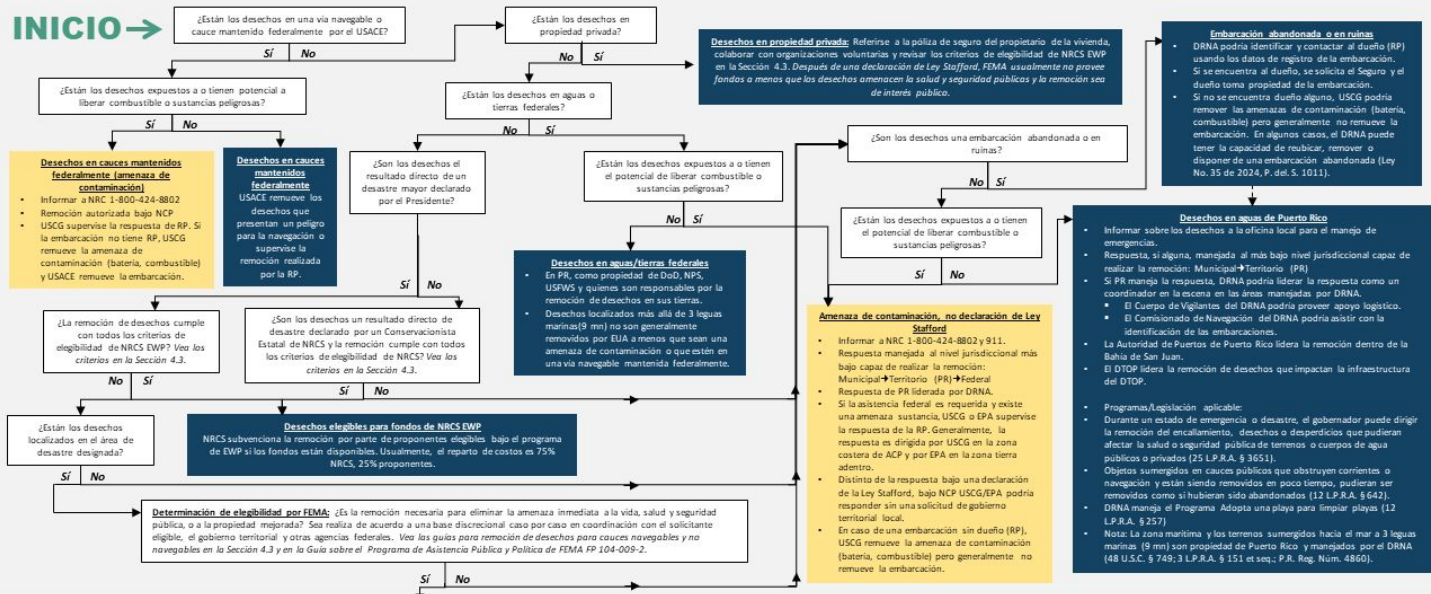 INICIO
¿Están los desechos en una vía navegable o
cauce mantenido federalmente por el USACE?
Sí
No
¿Están los desechos en
propiedad privada?
Sí
No
Desechos en propiedad privada: Referirse a la póliza de seguro del propietario de la vivienda,
colaborar con organizaciones voluntarias y revisar los criterios de elegibilidad de NRCS EWP
en la Sección 4.3. Después de una declaración de Ley Stafford, FEMA usualmente no provee
fondos a menos que los desechos amenacen la salud y seguridad públicos y la remoción sea
de interés público.
Embarcación abandonada o en ruinas
DRNA podría identificar y contactar al dueño (RP)
usando los datos de registro de la embarcación.
Si se encuentra al dueño, se solicita el Seguro y el
dueño toma propiedad de la embarcación.
Si no se encuentra dueño alguno, USCG podría
remover las amenazas de contaminación (batería,
combustible) pero generalmente no remueve la
embarcación. En algunos casos, el DRNA puede
tener la capacidad de reubicar, remover o
disponer de una embarcación abandonada (Ley
No. 35 de 2024, P. del. S. 1011).
¿Están los desechos expuestos a o tienen potencial a
liberar combustible o sustancias peligrosas?
Sí
No
¿Están los desechos en aguas o
tierras federales?
Sí
No
Desechos en cauces mantenidos
federalmente (amenaza de
contaminación)
Informar a NRC 1-800-424-8802
Remoción autorizada bajo NCP
USCG supervise la respuesta de RP. Si
la embarcación no tiene RP, USCG
remueve la amenaza de
contaminación (batería, combustible)
y USACE remueve la embarcación.
Desechos en cauces
mantenidos
federalmente
USACE remueve los
desechos que
presentan un peligro
para la navegación o
supervise la
remoción realizada
por la RP.
¿Son los desechos el
resultado directo de
un desastre mayor declarado
por el Presidente?
Sí
No
¿Están los desechos expuestos a o tienen
el potencial de liberar combustible o
sustancias peligrosas?
No
Sí
¿Son los desechos una embarcación abandonada o en
ruinas?
No
Sí
¿Están los desechos expuestos a o tienen
el potencial de liberar combustible o
sustancias peligrosas?
Sí
No
Desechos en aguas/tierras federales
En PR, como propiedad de DoD, NPS,
USFWS y quienes son responsables por la
remoción de desechos en sus tierras.
Desechos localizados más allá de 3 leguas
marinas(9 mn) no son generalmente
removidos por EUA a menos que sean una
amenaza de contaminación o que estén en
una vía navegable mantenida federalmente.
Desechos en aguas de Puerto Rico
Informar sobre los desechos a la oficina local para el manejo de
emergencias.
Respuesta, si alguna, manejada al más bajo nivel jurisdiccional capaz de
realizar la remoción: Municipal→Territorio (PR)
Si PR maneja la respuesta, DRNA podría liderar la respuesta como un
coordinador en la escena en las áreas manejadas por DRNA.
El Cuerpo de Vigilantes del DRNA podría proveer apoyo logístico.
El Comisionado de Navegación del DRNA podría asistir con la
identificación de las embarcaciones.
La Autoridad de Puertos de Puerto Rico lidera la remoción dentro de la
Bahía de San Juan.
El DTOP lidera la remoción de desechos que impactan la infraestructura
del DTOP.
Programas/Legislación aplicable:
Durante un estado de emergencia o desastre, el gobernador puede dirigir
la remoción del encallamiento, desechos o desperdicios que pudieran
afectar la salud o seguridad pública de terrenos o cuerpos de agua
públicos o privados (25 L.P.R.A. § 3651).
Objetos sumergidos en cauces públicos que obstruyen corrientes o
navegación y están siendo removidos en poco tiempo, pudieran ser
removidos como si hubieran sido abandonados (12 L.P.R.A. § 642).
DRNA maneja el Programa Adopta una playa para limpiar playas (12
L.P.R.A. § 257)
Nota: La zona marítima y los terrenos sumergidos hacia el mar a 3 leguas
marinas (9 mn) son propiedad de Puerto Rico y manejados por el DRNA
(48 U.S.C. § 749; 3 L.P.R.A. § 151 et seq.; P.R. Reg. Núm. 4860).
¿La remoción de desechos cumple
con todos los criterios de
elegibilidad de NRCS EWP? Vea los
criterios en la Sección 4.3.
No
Sí
¿Son los desechos un resultado directo de
desastre declarado por un Conservacionista
Estatal de NRCS y la remoción cumple con todos
los criterios de elegibilidad de NRCS? Vea los
criterios en la Sección 4.3.
Sí
No
Amenaza de contaminación, no declaración de Ley
Stafford
Informar a NRC 1-800-424-8802 y 911.
Respuesta manejada al nivel jurisdiccional más
bajo capaz de realizar la remoción:
Municipal→Territorio (PR)→Federal
Respuesta de PR liderada por DRNA.
Si la asistencia federal es requerida y existe
una amenaza sustancia, USCG o EPA supervise
la respuesta de la RP. Generalmente, la
respuesta es dirigida por USCG en la zona
costera de ACP y por EPA en la zona tierra
adentro.
Distinto de la respuesta bajo una declaración
de la Ley Stafford, bajo NCP USCG/EPA podría
responder sin una solicitud de gobierno
territorial local.
En caso de una embarcación sin dueño (RP),
USCG remueve la amenaza de contaminación
(batería, combustible) pero generalmente no
remueve la embarcación.
¿Están los desechos
localizados en el área de
desastre designada?
Sí
No
Desechos elegibles para fondos de NRCS EWP
NRCS subvenciona la remoción por parte de proponentes elegibles bajo el programa
de EWP si los fondos están disponibles. Usualmente, el reparto de costos es 75%
NRCS, 25% proponentes.
Determinación de elegibilidad por FEMA: ¿Es la remoción necesaria para eliminar la amenaza inmediata a la vida, salud y seguridad
pública, o a la propiedad mejorada? Sea realiza de acuerdo a una base discrecional caso por caso en coordinación con el solicitante
eligible, el gobierno territorial y otras agencias federales. Vea las guías para remoción de desechos para cauces navegables y no
navegables en la Sección 4.3 y en la Guía sobre el Programa de Asistencia Pública y Política de FEMA FP 104-009-2.
Sí
No